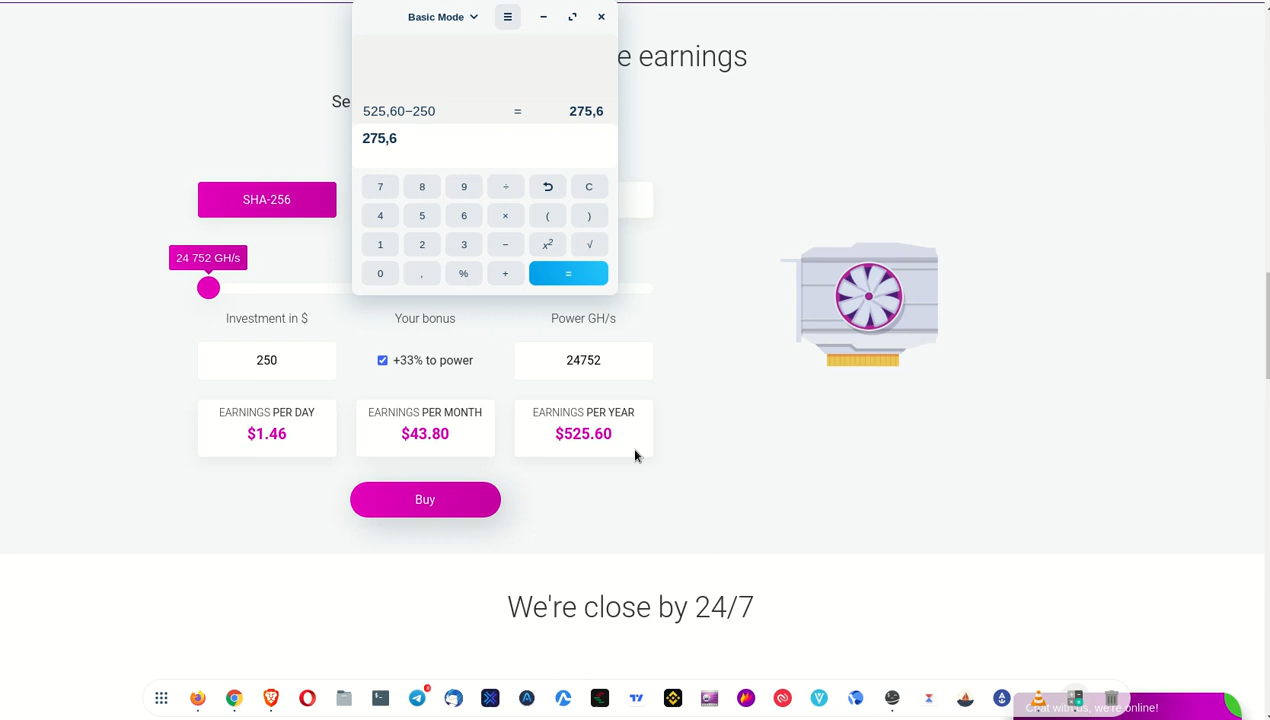 Basic Mode
e earnings
525,60−250 = 275,6
Se
275,6
7 8 9 ÷ C
4 5 6 × ( )
1 2 3 − x² √
0 , % + =
SHA-256
24 752 GH/s
Investment in $
Your bonus
Power GH/s
250
+33% to power
24752
EARNINGS PER DAY
$1.46
EARNINGS PER MONTH
$43.80
EARNINGS PER YEAR
$525.60
Buy
We're close by 24/7
Chat with us, we're online!